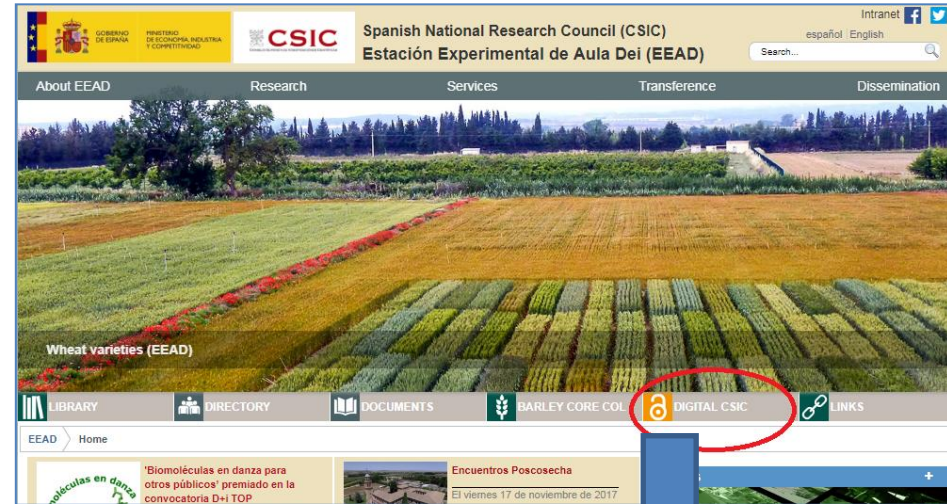 Intranet
GOBIERNO
DE ESPAÑA
MINISTERIO
DE ECONOMÍA, INDUSTRIA
Y COMPETITIVIDAD
CSIC
Spanish National Research Council (CSIC)
Estación Experimental de Aula Dei (EEAD)
español English
Search...
About EEAD Research Services Transference Dissemination
Wheat varieties (EEAD)
LIBRARY DIRECTORY DOCUMENTS BARLEY CORE COL DIGITAL CSIC LINKS
EEAD Home
moléculas en danza
'Biomoléculas en danza para
otros públicos' premiado en la
convocatoria D+i TOP
Encuentros Poscosecha
El viernes 17 de noviembre de 2017